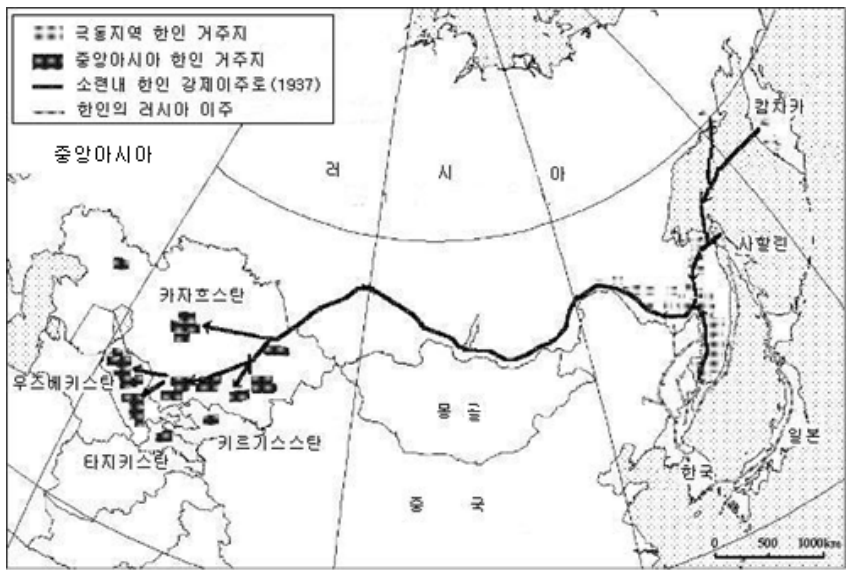 극동지역 한인 거주지
중앙아시아 한인 거주지
소련내 한인 강제이주로(1937)
한인의 러시아 이주
중앙아시아
캄차카
러 시 아
사할린
카자흐스탄
우즈베키스탄
몽 골
일본
키르기스스탄
타지키스탄
한국
중 국
0 500 1000km